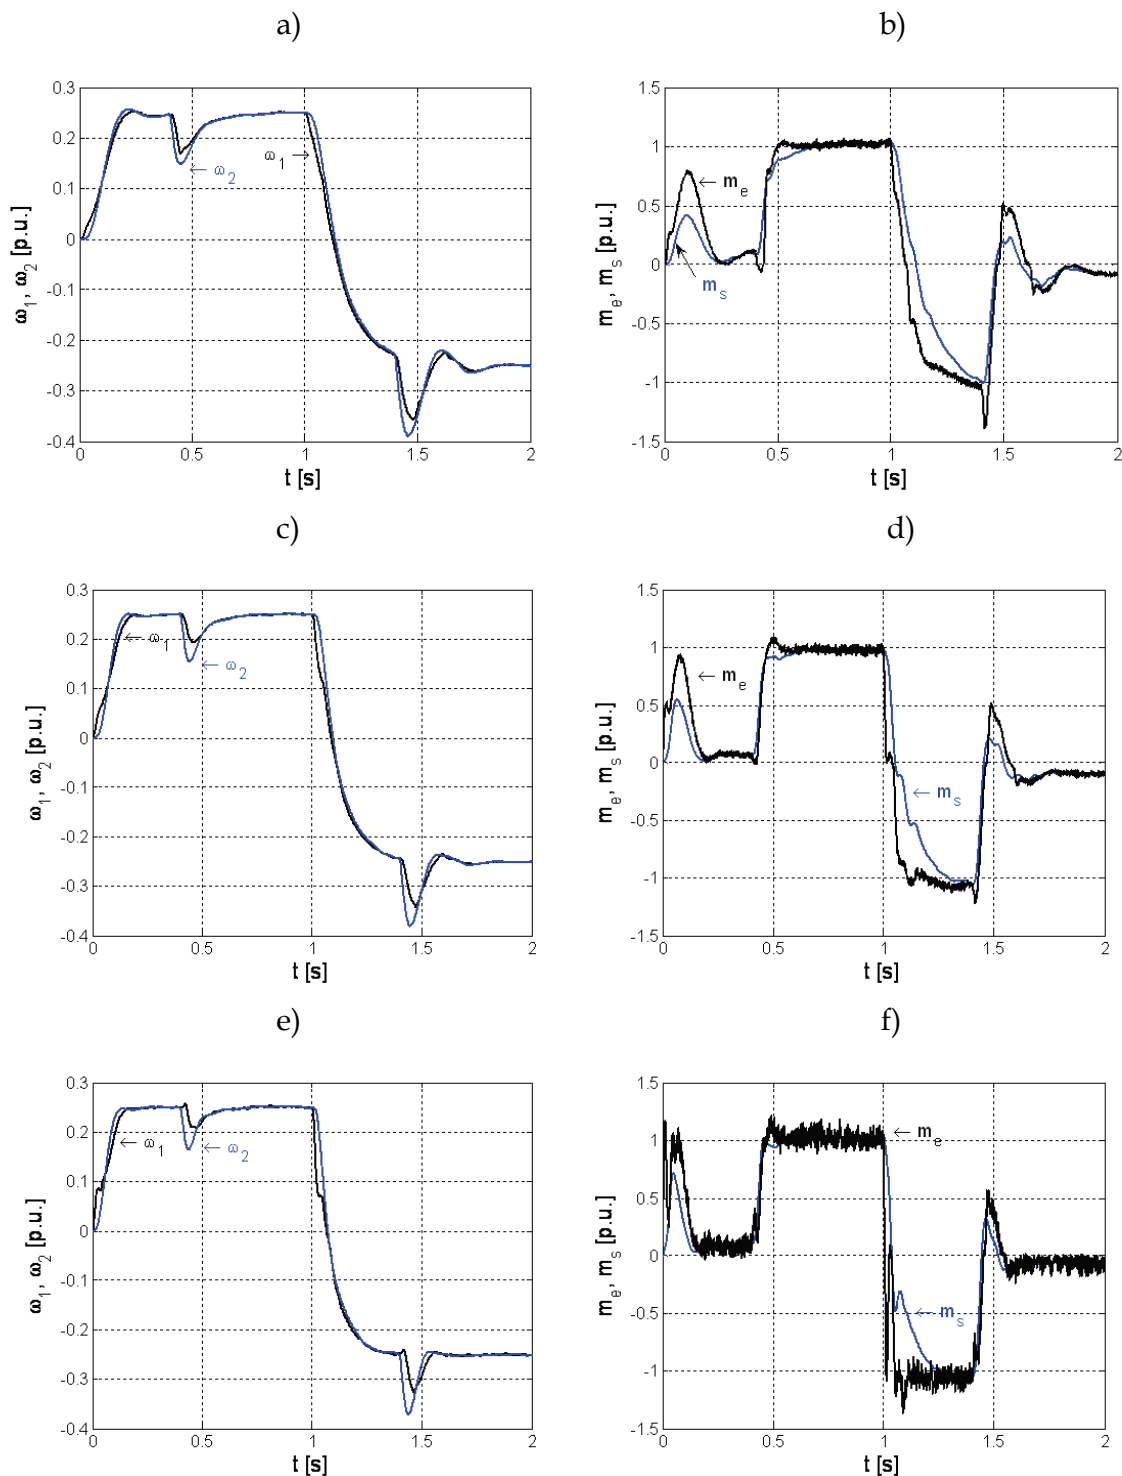 a)
b)
0.3
0.2
0.1
0
-0.1
-0.2
-0.3
-0.4
0
0.5
1
1.5
2
ω1, ω2 [p.u.]
t [s]
ω1 →
← ω2
1.5
1
0.5
0
-0.5
-1
-1.5
0
0.5
1
1.5
2
me, ms [p.u.]
t [s]
← me
ms
c)
d)
0.3
0.2
0.1
0
-0.1
-0.2
-0.3
-0.4
0
0.5
1
1.5
2
ω1, ω2 [p.u.]
t [s]
← ω1
← ω2
1.5
1
0.5
0
-0.5
-1
-1.5
0
0.5
1
1.5
2
me, ms [p.u.]
t [s]
← me
← ms
e)
f)
0.3
0.2
0.1
0
-0.1
-0.2
-0.3
-0.4
0
0.5
1
1.5
2
ω1, ω2 [p.u.]
t [s]
← ω1
← ω2
1.5
1
0.5
0
-0.5
-1
-1.5
0
0.5
1
1.5
2
me, ms [p.u.]
t [s]
← me
← ms